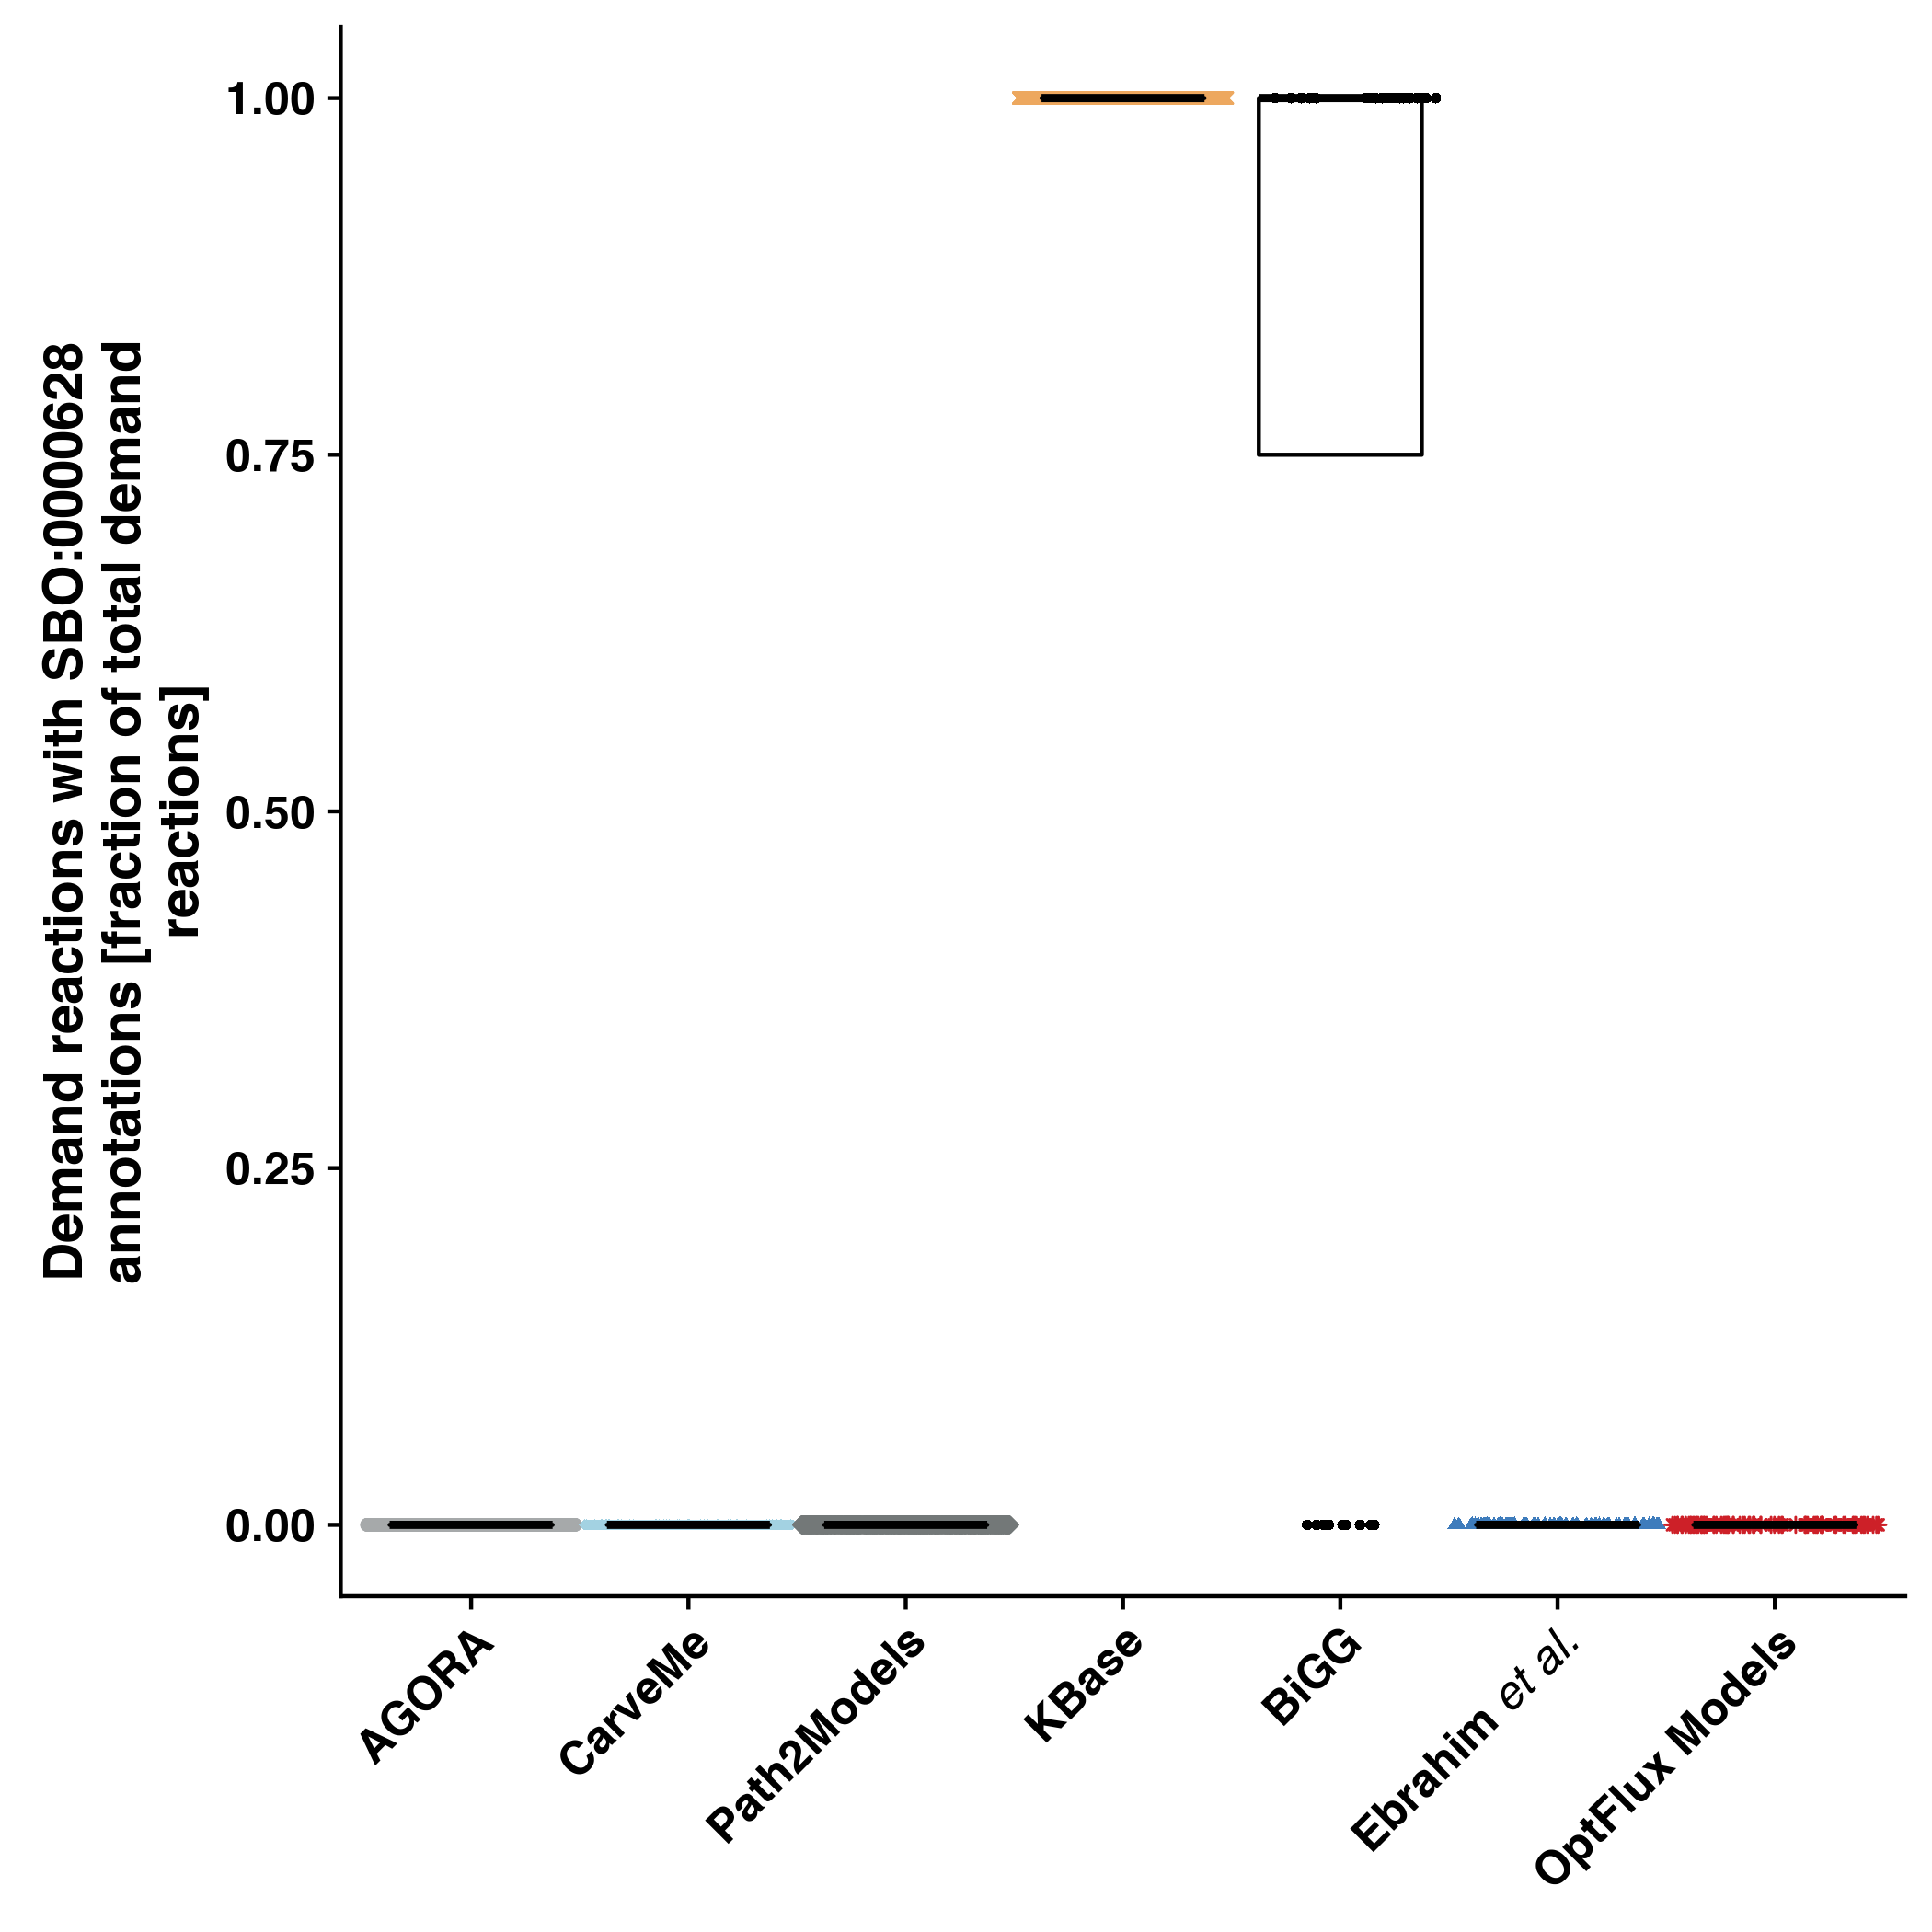 Demand reactions with SBO:0000628
annotations [fraction of total demand
reactions]
1.00
0.75
0.50
0.25
0.00
AGORA
CarveMe
Path2Models
KBase
BiGG
Ebrahim et al.
OptFlux Models